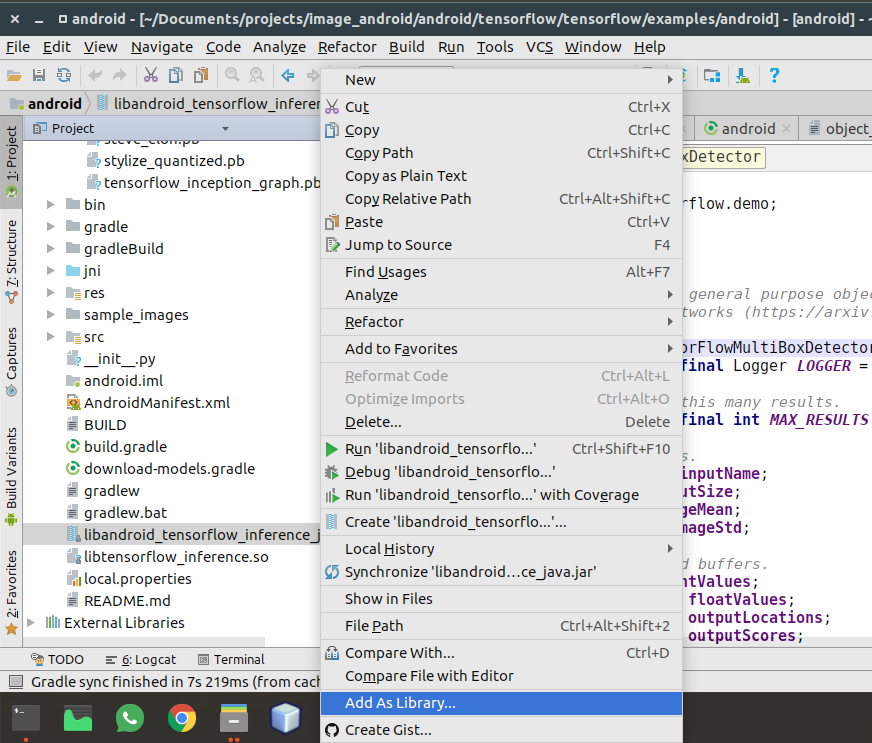 android - [~/Documents/projects/image_android/android/tensorflow/tensorflow/examples/android] - [android] - ~
File Edit View Navigate Code Analyze Refactor Build Run Tools VCS Window Help
android libandroid_tensorflow_inferen
Project
android
object_
xDetector
1: Project
7: Structure
Captures
Build Variants
2: Favorites
stylize_quantized.pb
tensorflow_inception_graph.pb
bin
gradle
gradleBuild
jni
res
sample_images
src
__init__.py
android.iml
AndroidManifest.xml
BUILD
build.gradle
download-models.gradle
gradlew
gradlew.bat
libandroid_tensorflow_inference_j
libtensorflow_inference.so
local.properties
README.md
External Libraries
New
Cut Ctrl+X
Copy Ctrl+C
Copy Path Ctrl+Shift+C
Copy as Plain Text
Copy Relative Path Ctrl+Alt+Shift+C
Paste Ctrl+V
Jump to Source F4
Find Usages Alt+F7
Analyze
Refactor
Add to Favorites
Reformat Code Ctrl+Alt+L
Optimize Imports Ctrl+Alt+O
Delete... Delete
Run 'libandroid_tensorflo...' Ctrl+Shift+F10
Debug 'libandroid_tensorflo...'
Run 'libandroid_tensorflo...' with Coverage
Create 'libandroid_tensorflo...'...
Local History
Synchronize 'libandroid...ce_java.jar'
Show in Files
File Path Ctrl+Alt+Shift+2
Compare With... Ctrl+D
Compare File with Editor
Add As Library...
Create Gist...
rflow.demo;
general purpose objec
tworks (https://arxiv.
orFlowMultiBoxDetector
final Logger LOGGER =
this many results.
final int MAX_RESULTS
s.
inputName;
utSize;
geMean;
mageStd;
d buffers.
ntValues;
floatValues;
outputLocations;
outputScores;
TODO 6: Logcat Terminal
Gradle sync finished in 7s 219ms (from cach